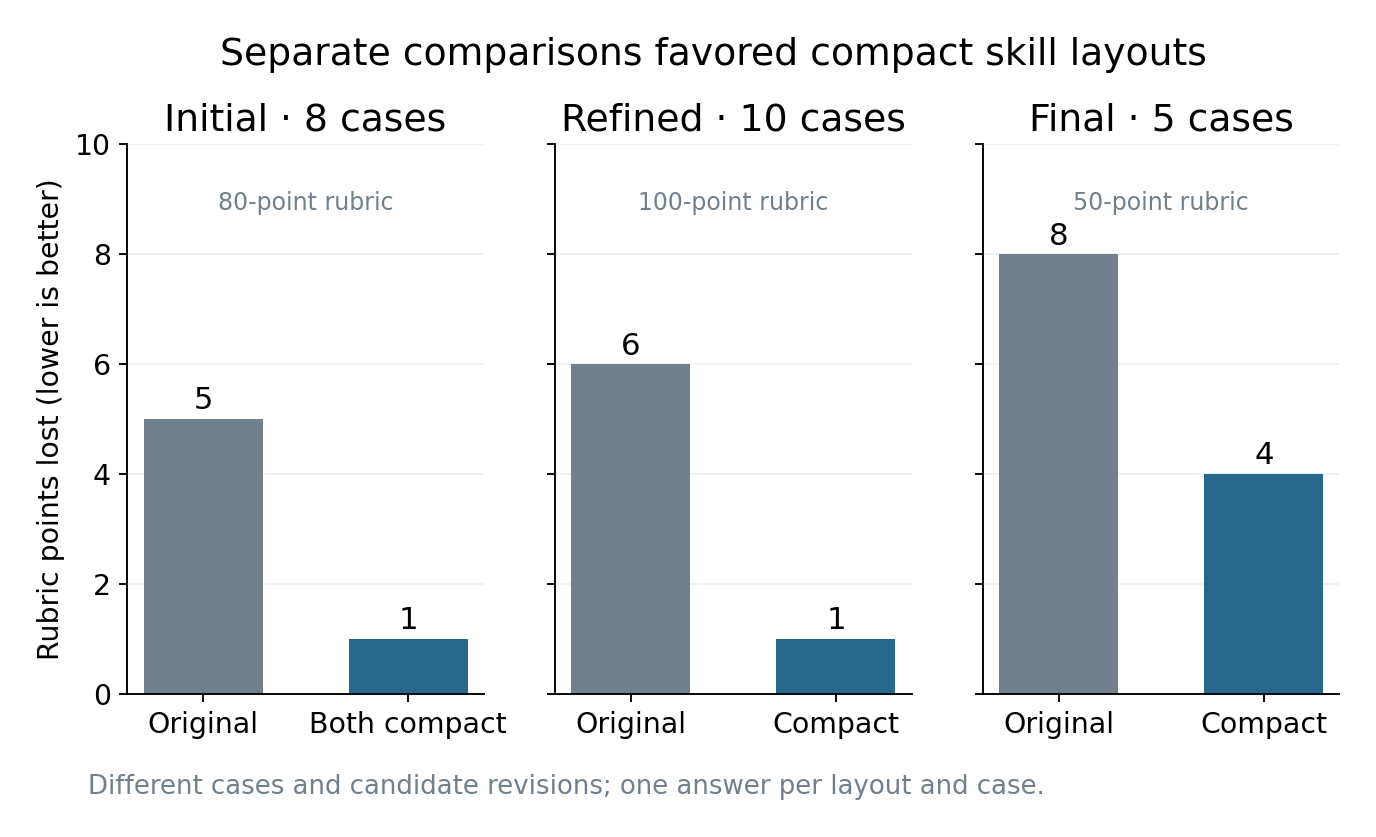 Separate comparisons favored compact skill layouts
Initial · 8 cases
Refined · 10 cases
Final · 5 cases
Rubric points lost (lower is better)
10
8
6
4
2
0
80-point rubric
5
1
Original
Both compact
100-point rubric
6
1
Original
Compact
50-point rubric
8
4
Original
Compact
Different cases and candidate revisions; one answer per layout and case.